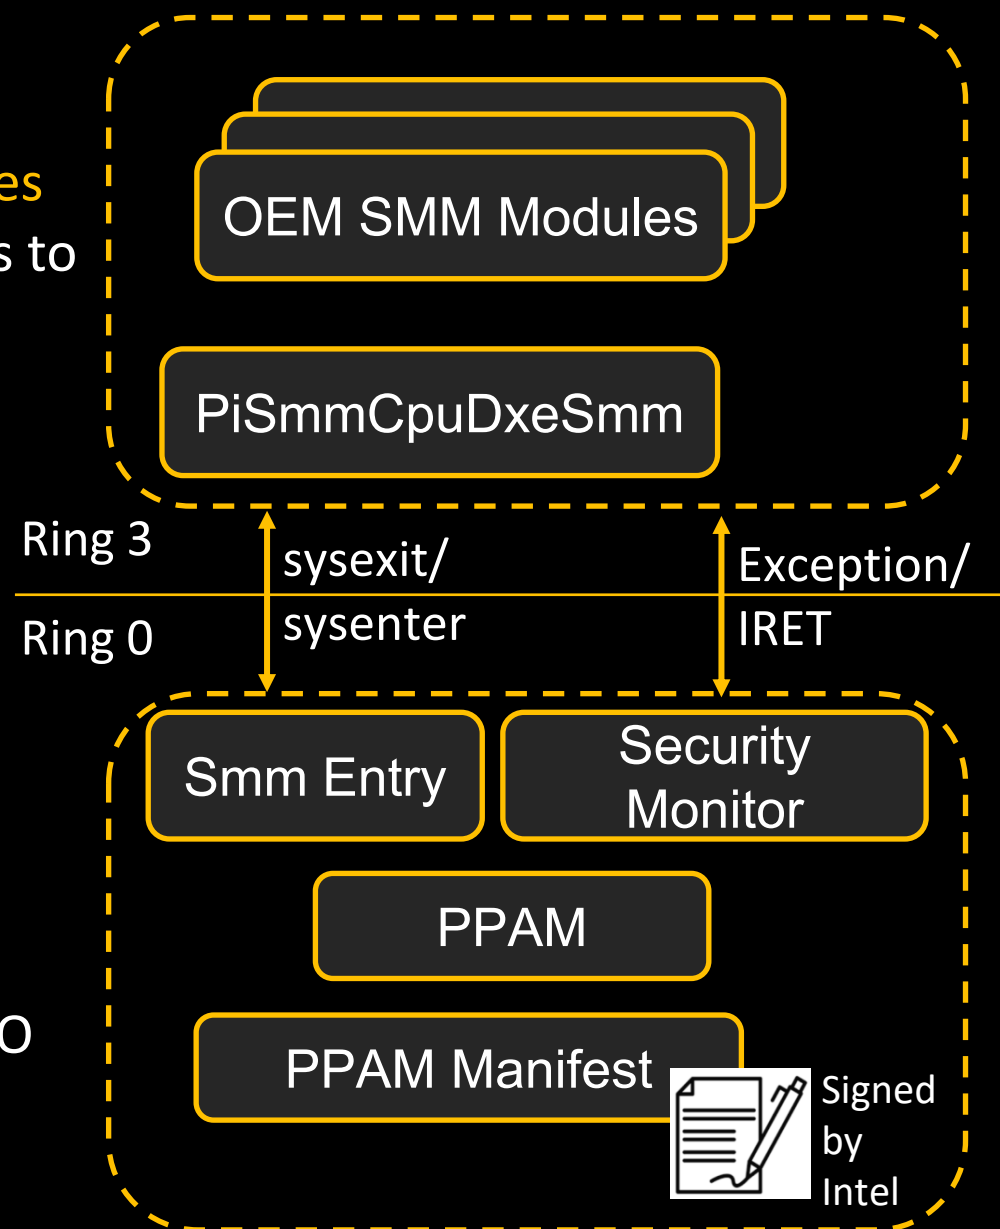 es
s to
OEM SMM Modules
PiSmmCpuDxeSmm
Ring 3
sysexit/
sysenter
Exception/
IRET
Ring 0
Smm Entry
Security
Monitor
PPAM
O
PPAM Manifest
Signed
by
Intel